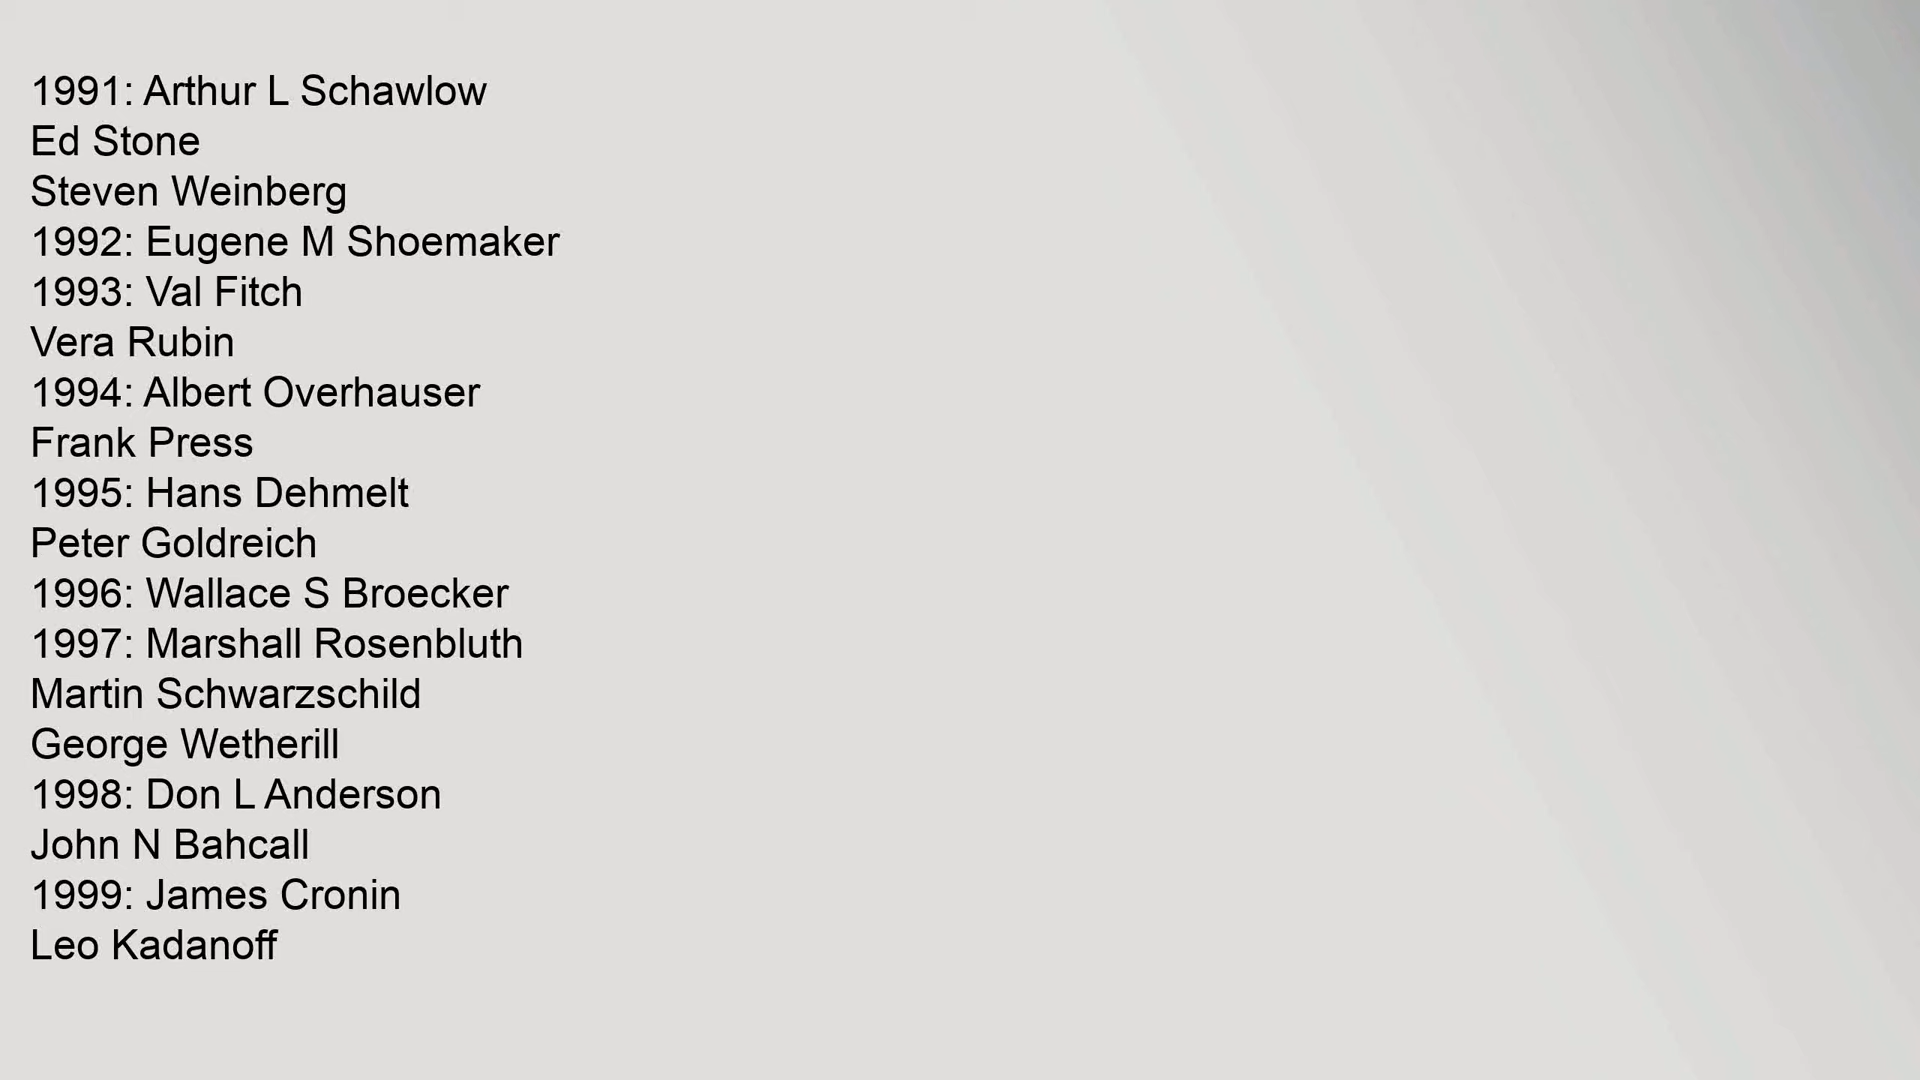 1991: Arthur L Schawlow
Ed Stone
Steven Weinberg
1992: Eugene M Shoemaker
1993: Val Fitch
Vera Rubin
1994: Albert Overhauser
Frank Press
1995: Hans Dehmelt
Peter Goldreich
1996: Wallace S Broecker
1997: Marshall Rosenbluth
Martin Schwarzschild
George Wetherill
1998: Don L Anderson
John N Bahcall
1999: James Cronin
Leo Kadanoff